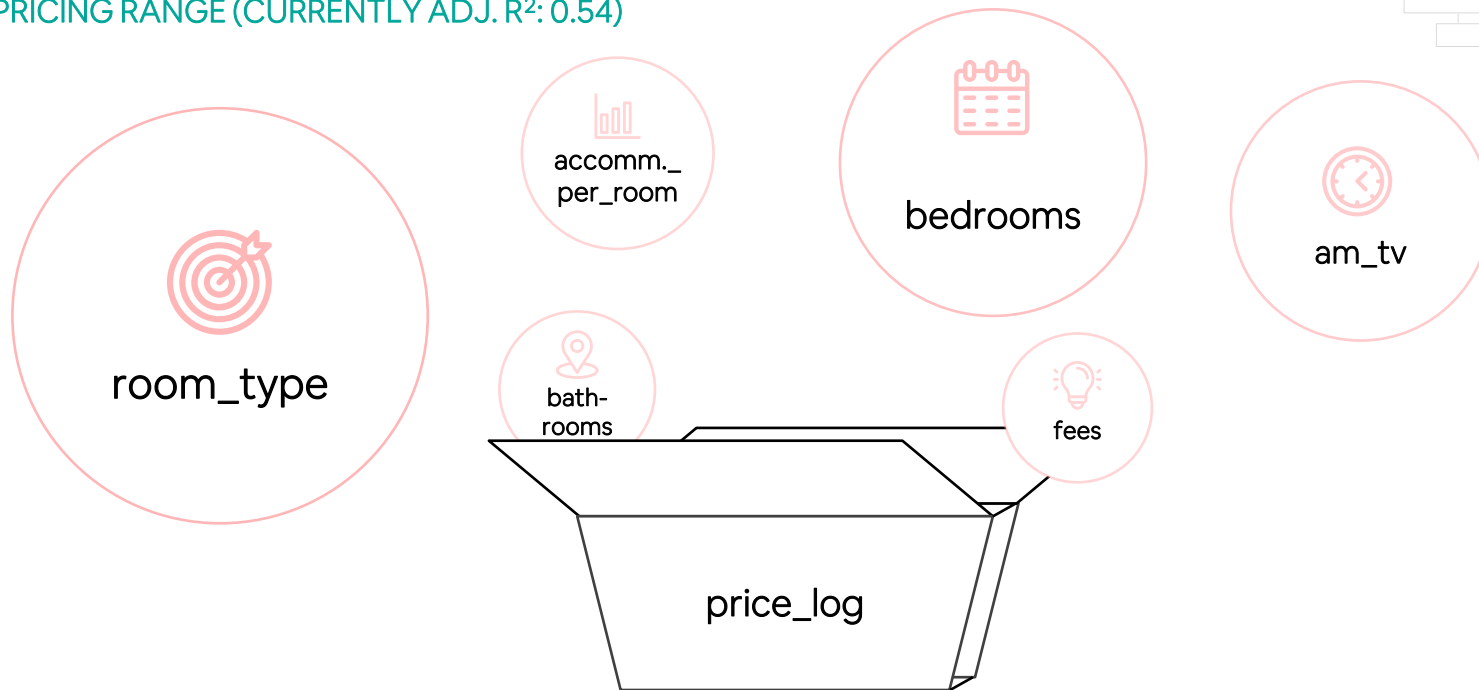 PRICING RANGE (CURRENTLY ADJ. R²: 0.54)
accomm._
per_room
bedrooms
am_tv
room_type
bath-
rooms
fees
price_log